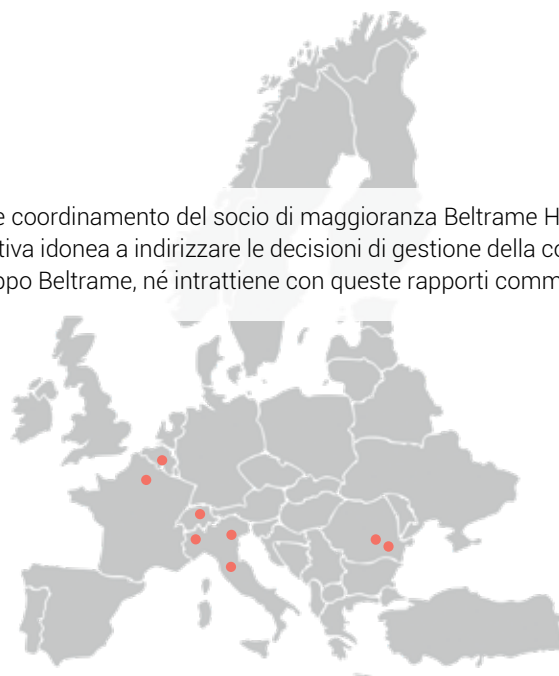 e coordinamento del socio di maggioranza Beltrame H
tiva idonea a indirizzare le decisioni di gestione della co
ppo Beltrame, né intrattiene con queste rapporti comm